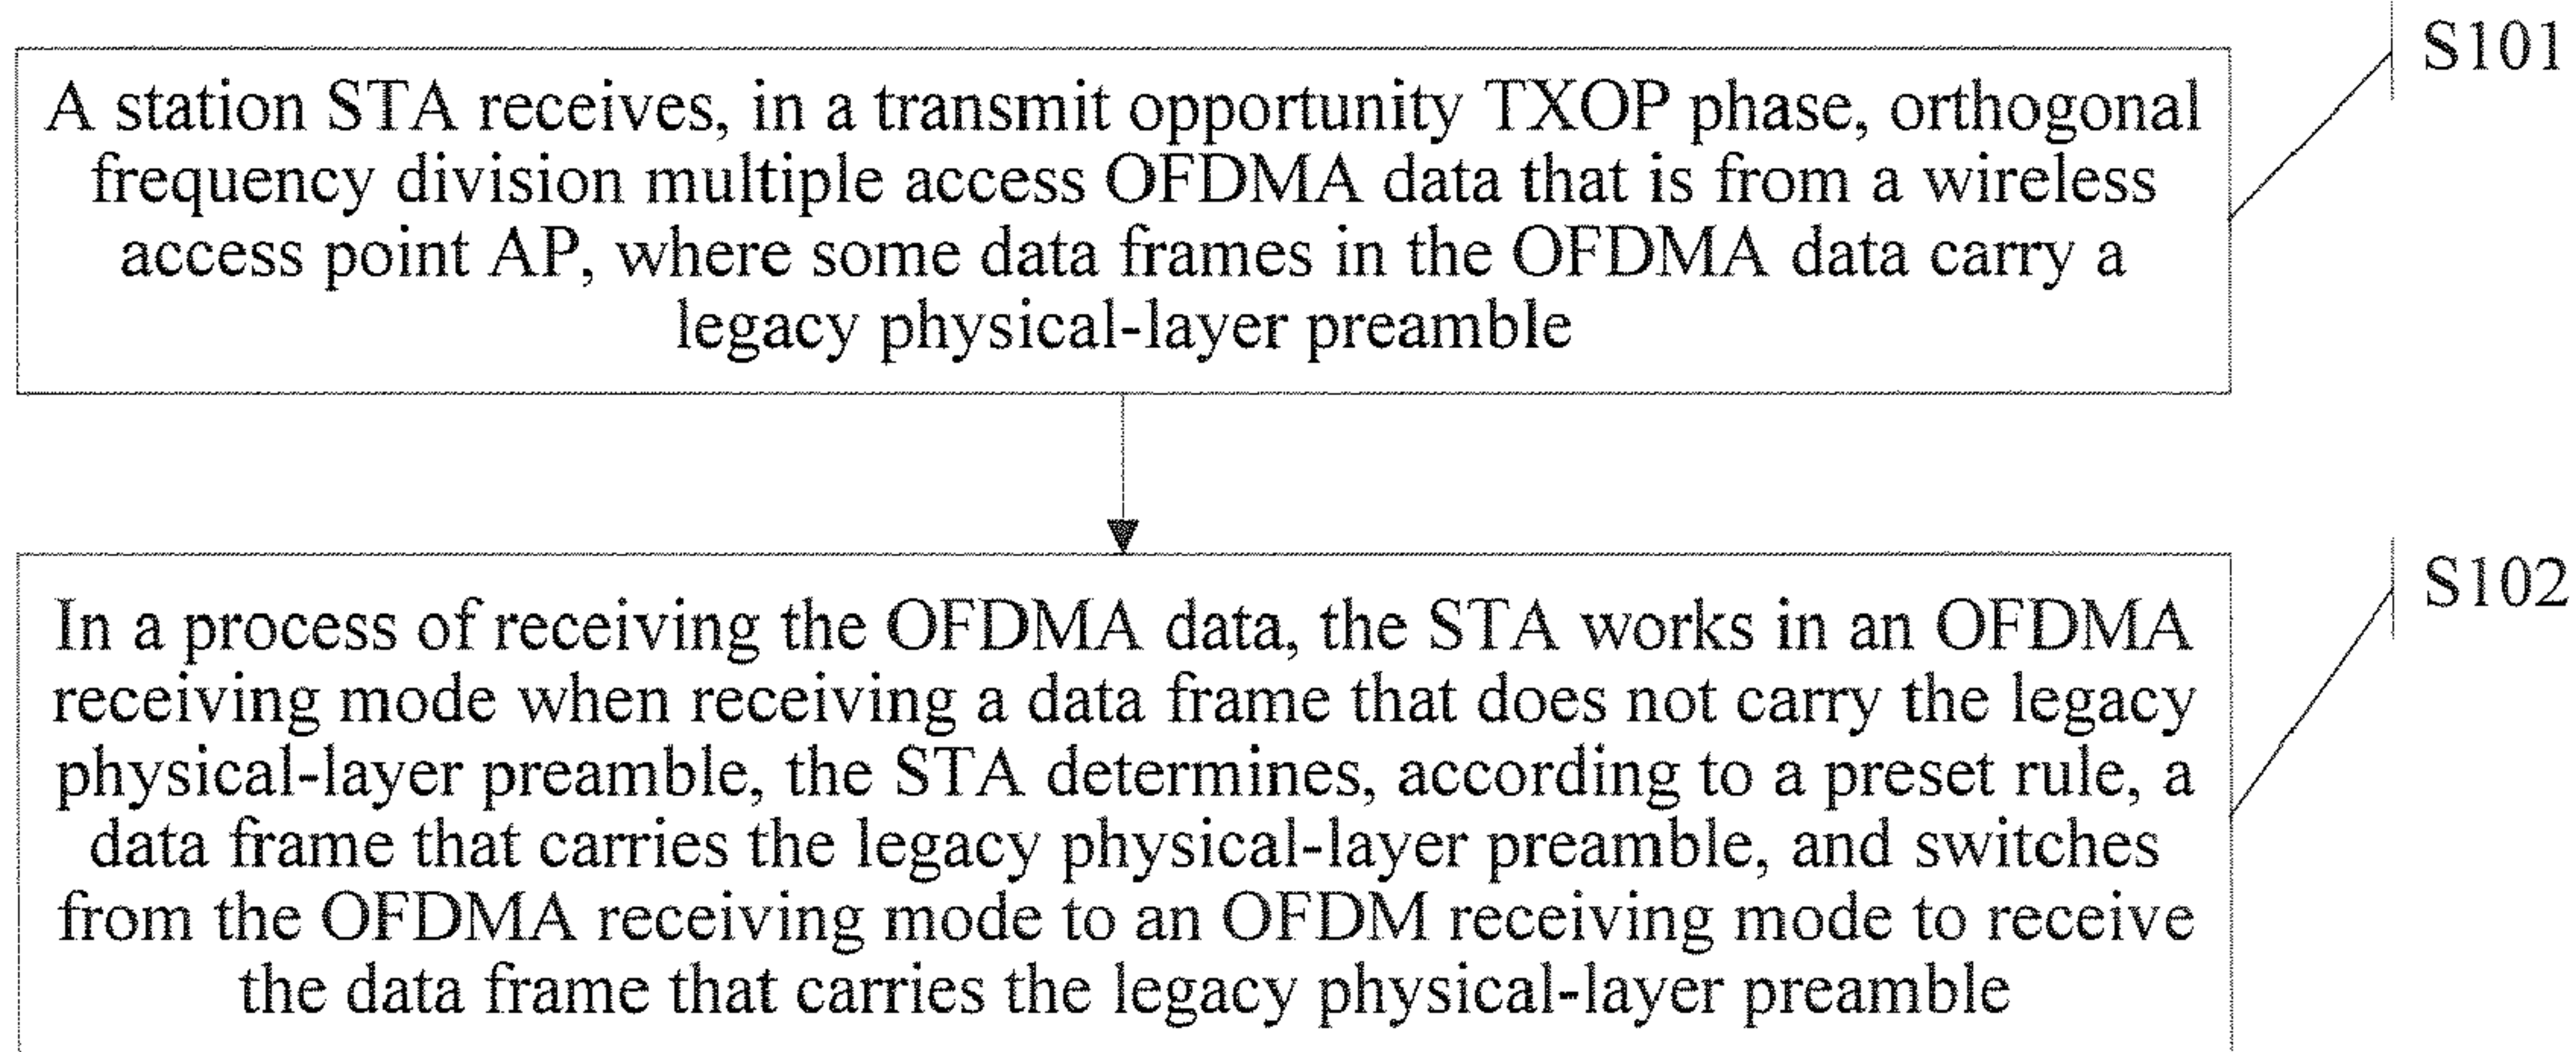 S101
A station STA receives, in a transmit opportunity TXOP phase, orthogonal
frequency division multiple access OFDMA data that is from a wireless
access point AP, where some data frames in the OFDMA data carry a
legacy physical-layer preamble
S102
In a process of receiving the OFDMA data, the STA works in an OFDMA
receiving mode when receiving a data frame that does not carry the legacy
physical-layer preamble, the STA determines, according to a preset rule, a
data frame that carries the legacy physical-layer preamble, and switches
from the OFDMA receiving mode to an OFDM receiving mode to receive
the data frame that carries the legacy physical-layer preamble